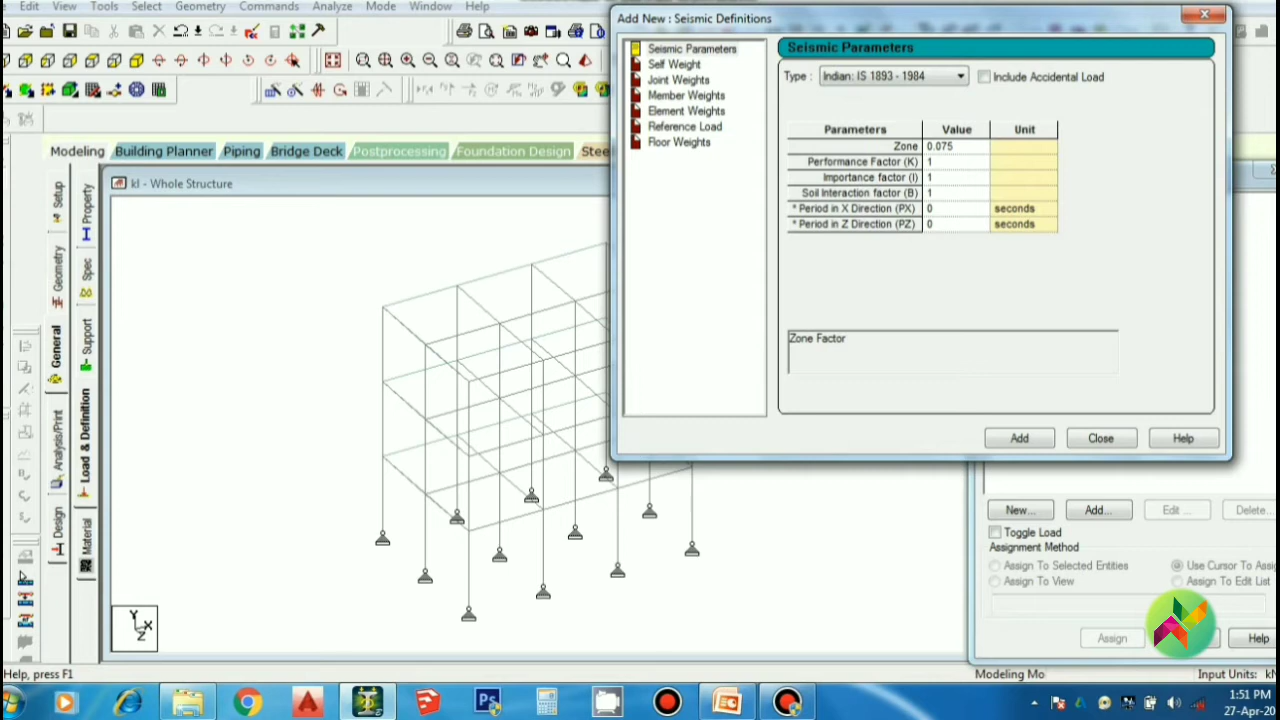 Edit View Tools Select Geometry Commands Analyze Mode Window Help
Modeling Building Planner Piping Bridge Deck Postprocessing Foundation Design Stee
kl - Whole Structure
Setup
Geometry
General
Analysis/Print
Design
Property
Spec
Support
Load & Definition
Material
Y
X
Z
Add New : Seismic Definitions
Seismic Parameters
Self Weight
Joint Weights
Member Weights
Element Weights
Reference Load
Floor Weights
Seismic Parameters
Type : Indian: IS 1893 - 1984 Include Accidental Load
Parameters Value Unit
Zone 0.075
Performance Factor (K) 1
Importance factor (I) 1
Soil Interaction factor (B) 1
* Period in X Direction (PX) 0 seconds
* Period in Z Direction (PZ) 0 seconds
Zone Factor
Add Close Help
New... Add... Edit ... Delete...
Toggle Load
Assignment Method
Assign To Selected Entities Use Cursor To Assig
Assign To View Assign To Edit List
Assign Help
Help, press F1 Modeling Mo Input Units: kN
1:51 PM
27-Apr-20